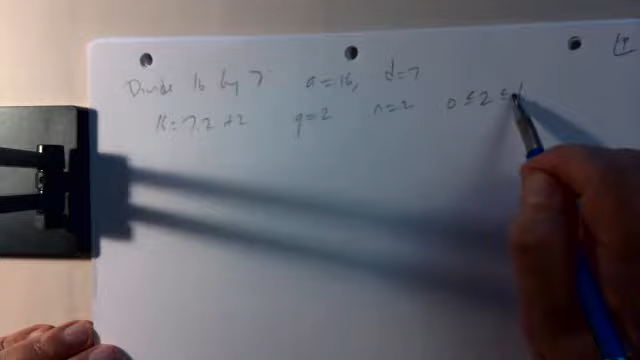 Divide 16 by 7 a=16, d=7
16=7.2+2 q=2 r=2 0≤2≤